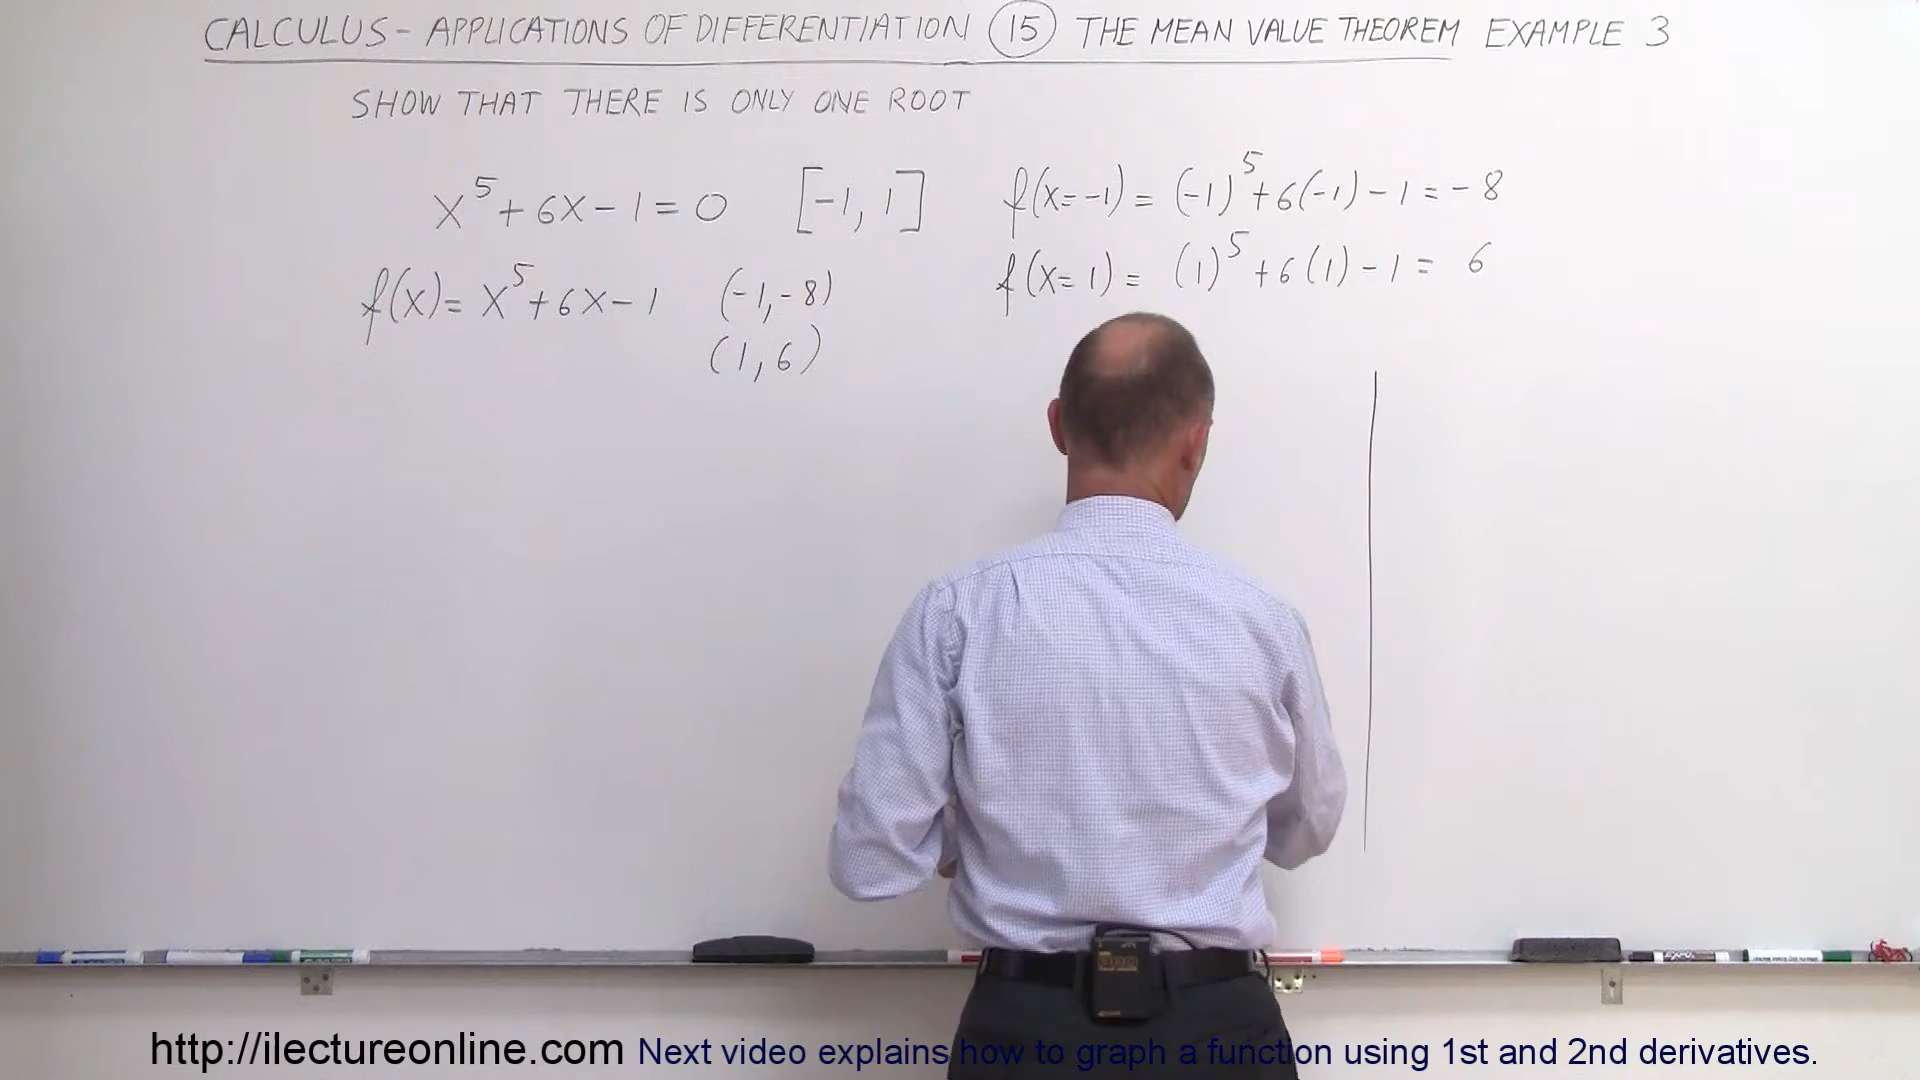 CALCULUS - APPLICATIONS OF DIFFERENTIATION 15 THE MEAN VALUE THEOREM EXAMPLE 3
SHOW THAT THERE IS ONLY ONE ROOT
x⁵ + 6x - 1 = 0 [-1, 1]
f(x) = x⁵ + 6x - 1 (-1, -8)
(1, 6)
f(x = -1) = (-1)⁵ + 6(-1) - 1 = -8
f(x = 1) = (1)⁵ + 6(1) - 1 = 6
http://ilectureonline.com Next video explains how to graph a function using 1st and 2nd derivatives.